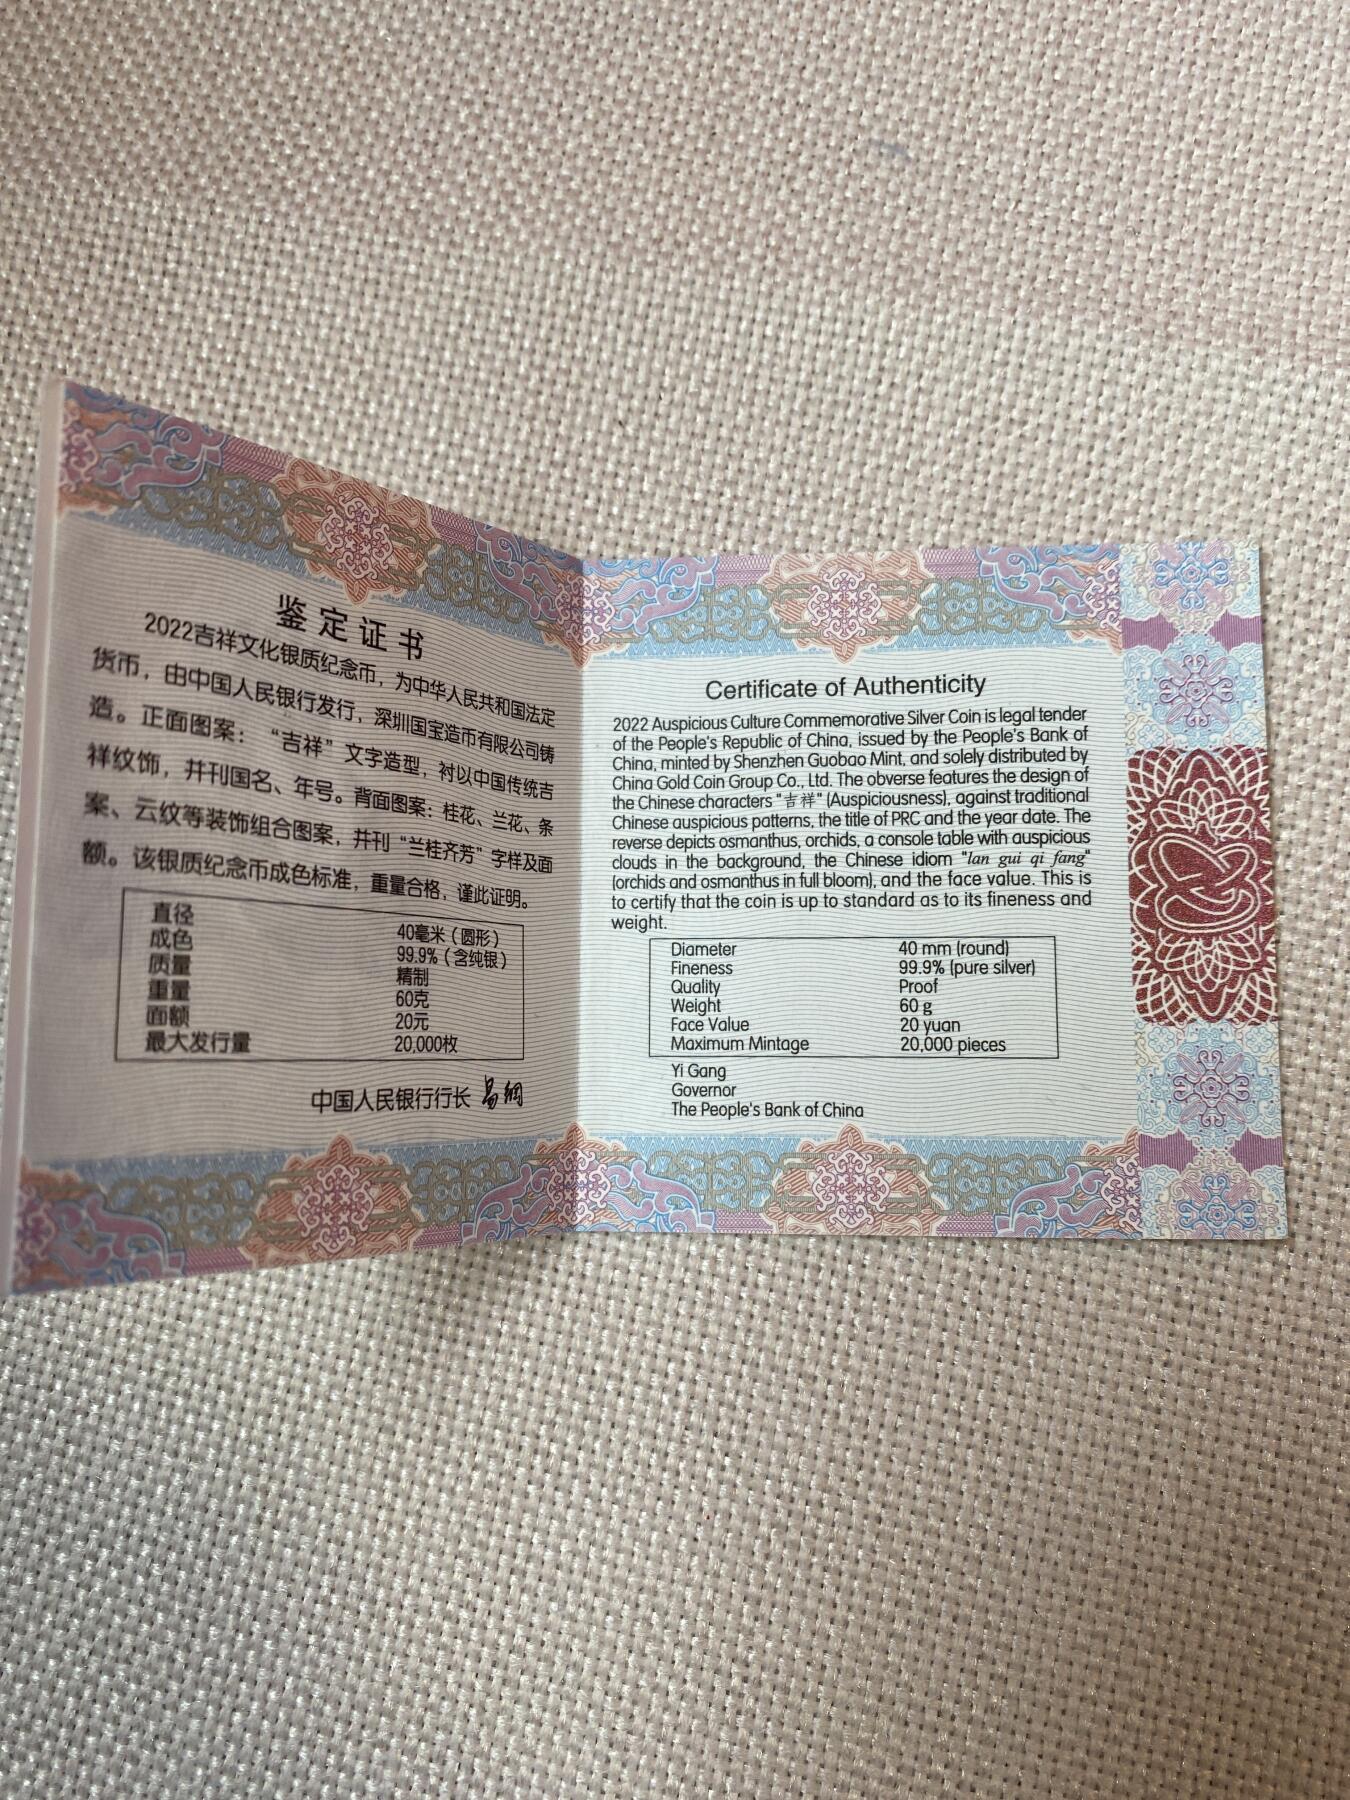 鉴定证书
2022吉祥文化银质纪念币，为中华人民共和国法定
货币，由中国人民银行发行，深圳国宝造币有限公司铸
造。正面图案：“吉祥”文字造型，衬以中国传统吉
祥纹饰，并刊国名、年号。背面图案：桂花、兰花、条
案、云纹等装饰组合图案，并刊“兰桂齐芳”字样及面
额。该银质纪念币成色标准，重量合格，谨此证明。
直径 40毫米（圆形）
成色 99.9%（含纯银）
质量 精制
重量 60克
面额 20元
最大发行量 20,000枚
中国人民银行行长 易纲
Certificate of Authenticity
2022 Auspicious Culture Commemorative Silver Coin is legal tender
of the People's Republic of China, issued by the People's Bank of
China, minted by Shenzhen Guobao Mint, and solely distributed by
China Gold Coin Group Co., Ltd. The obverse features the design of
the Chinese characters "吉祥" (Auspiciousness), against traditional
Chinese auspicious patterns, the title of PRC and the year date. The
reverse depicts osmanthus, orchids, a console table with auspicious
clouds in the background, the Chinese idiom "lan gui qi fang"
(orchids and osmanthus in full bloom), and the face value. This is
to certify that the coin is up to standard as to its fineness and
weight.
Diameter 40 mm (round)
Fineness 99.9% (pure silver)
Quality Proof
Weight 60 g
Face Value 20 yuan
Maximum Mintage 20,000 pieces
Yi Gang
Governor
The People's Bank of China